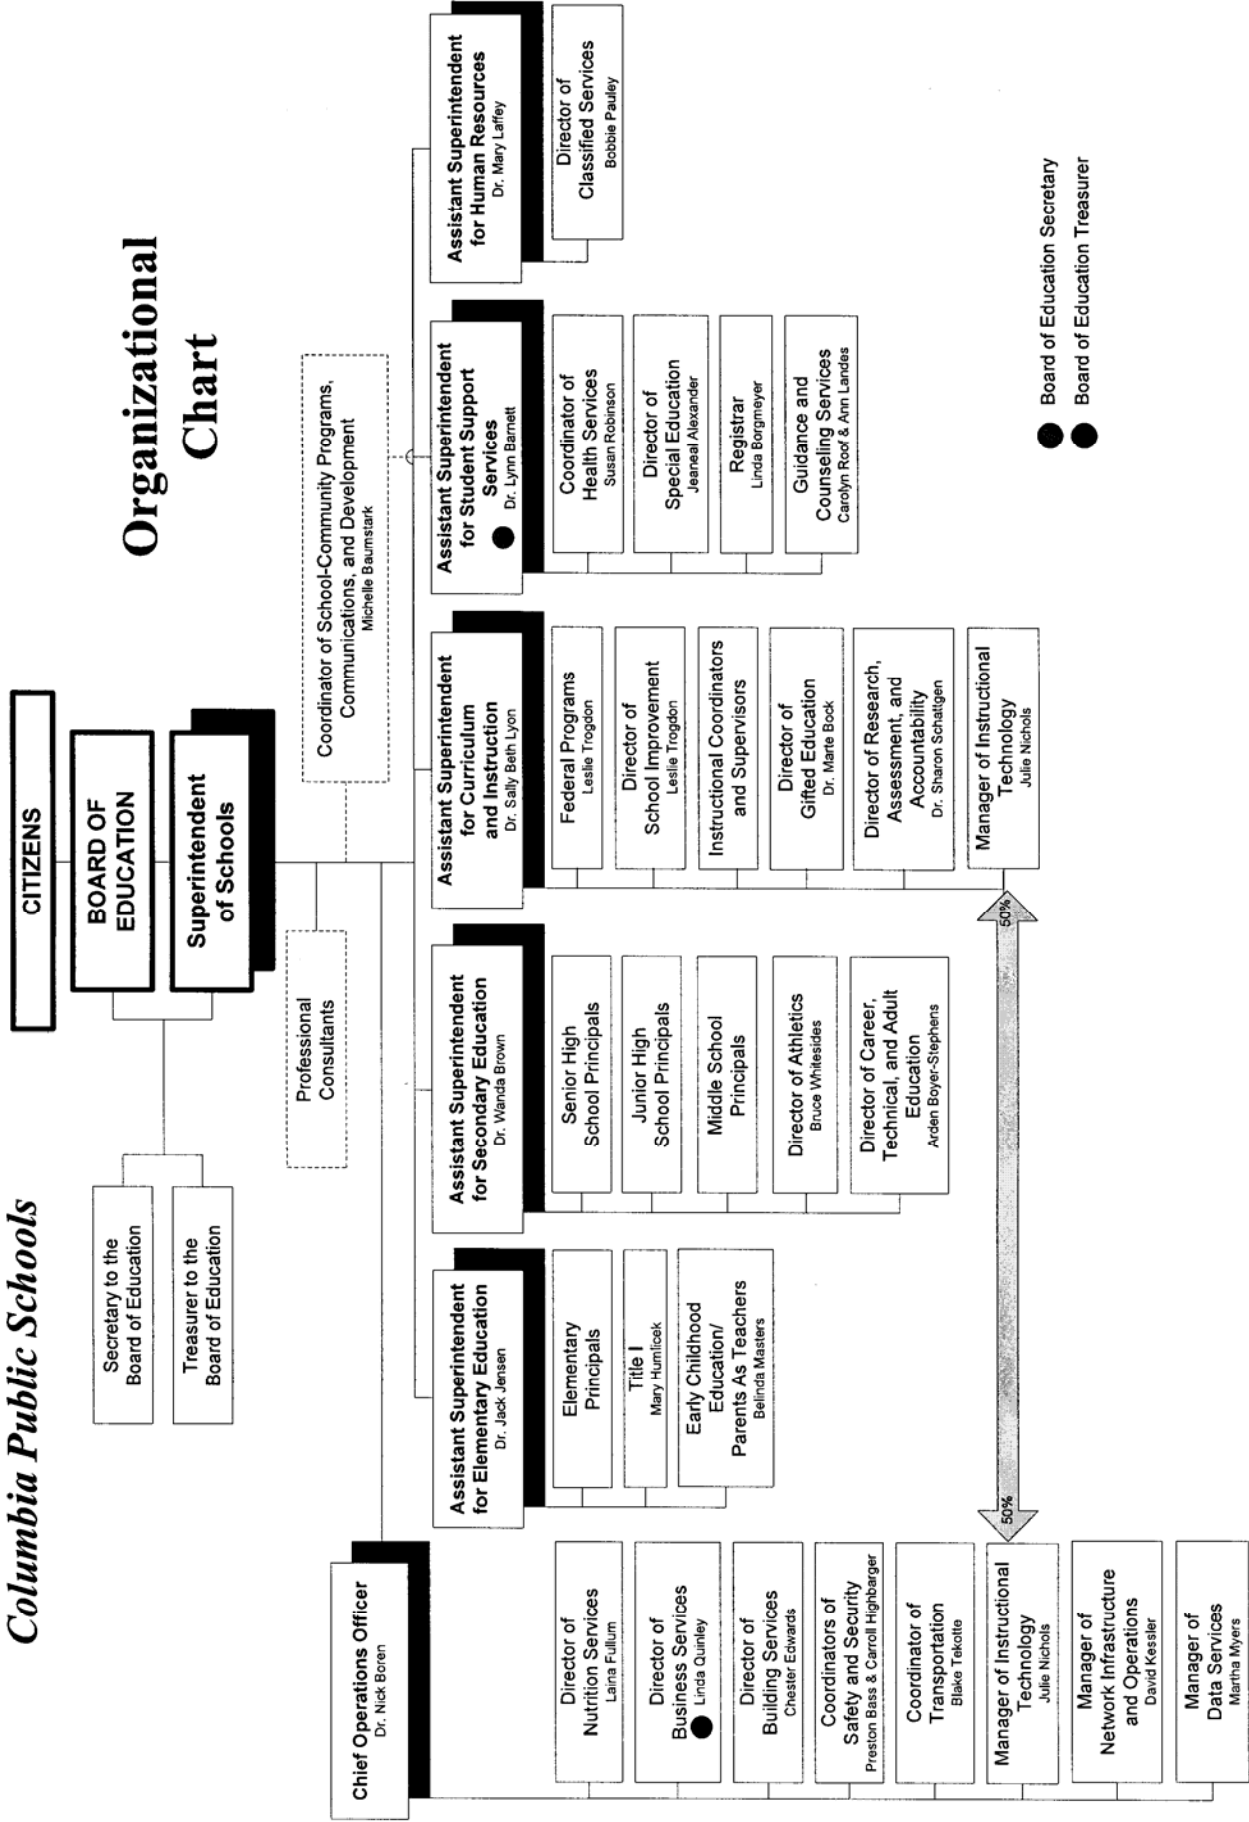 Columbia Public Schools
Organizational
Chart
CITIZENS
BOARD OF
EDUCATION
Superintendent
of Schools
Secretary to the
Board of Education
Treasurer to the
Board of Education
Professional
Consultants
Coordinator of School-Community Programs,
Communications, and Development
Michelle Baumstark
Chief Operations Officer
Dr. Nick Boren
Director of
Nutrition Services
Laina Fullum
Director of
Business Services
Linda Quinley
Director of
Building Services
Chester Edwards
Coordinators of
Safety and Security
Preston Bass & Carroll Highbarger
Coordinator of
Transportation
Blake Tekotte
Manager of Instructional
Technology
Julie Nichols
Manager of
Network Infrastructure
and Operations
David Kessler
Manager of
Data Services
Martha Myers
Assistant Superintendent
for Elementary Education
Dr. Jack Jensen
Elementary
Principals
Title I
Mary Humlicek
Early Childhood
Education/
Parents As Teachers
Belinda Masters
Assistant Superintendent
for Secondary Education
Dr. Wanda Brown
Senior High
School Principals
Junior High
School Principals
Middle School
Principals
Director of Athletics
Bruce Whitesides
Director of Career,
Technical, and Adult
Education
Arden Boyer-Stephens
Assistant Superintendent
for Curriculum
and Instruction
Dr. Sally Beth Lyon
Federal Programs
Leslie Trogdon
Director of
School Improvement
Leslie Trogdon
Instructional Coordinators
and Supervisors
Director of
Gifted Education
Dr. Marte Bock
Director of Research,
Assessment, and
Accountability
Dr. Sharon Schattgen
Manager of Instructional
Technology
Julie Nichols
50%
50%
Assistant Superintendent
for Student Support
Services
Dr. Lynn Barnett
Coordinator of
Health Services
Susan Robinson
Director of
Special Education
Jeaneal Alexander
Registrar
Linda Borgmeyer
Guidance and
Counseling Services
Carolyn Roof & Ann Landes
Assistant Superintendent
for Human Resources
Dr. Mary Laffey
Director of
Classified Services
Bobbie Pauley
Board of Education Secretary
Board of Education Treasurer